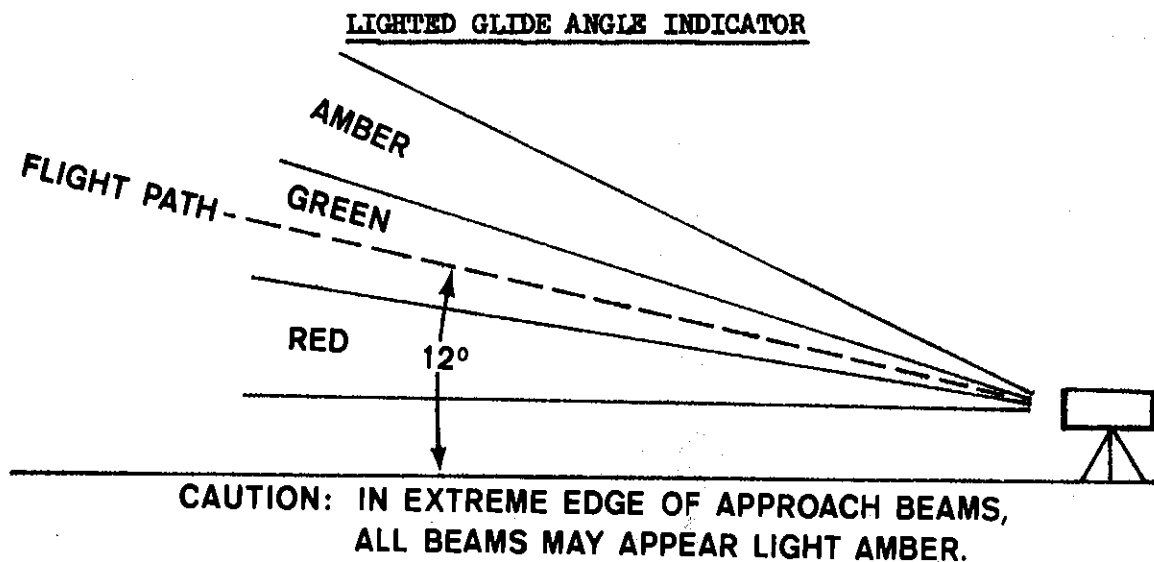 LIGHTED GLIDE ANGLE INDICATOR
AMBER
FLIGHT PATH
GREEN
RED
12°
CAUTION: IN EXTREME EDGE OF APPROACH BEAMS,
ALL BEAMS MAY APPEAR LIGHT AMBER.